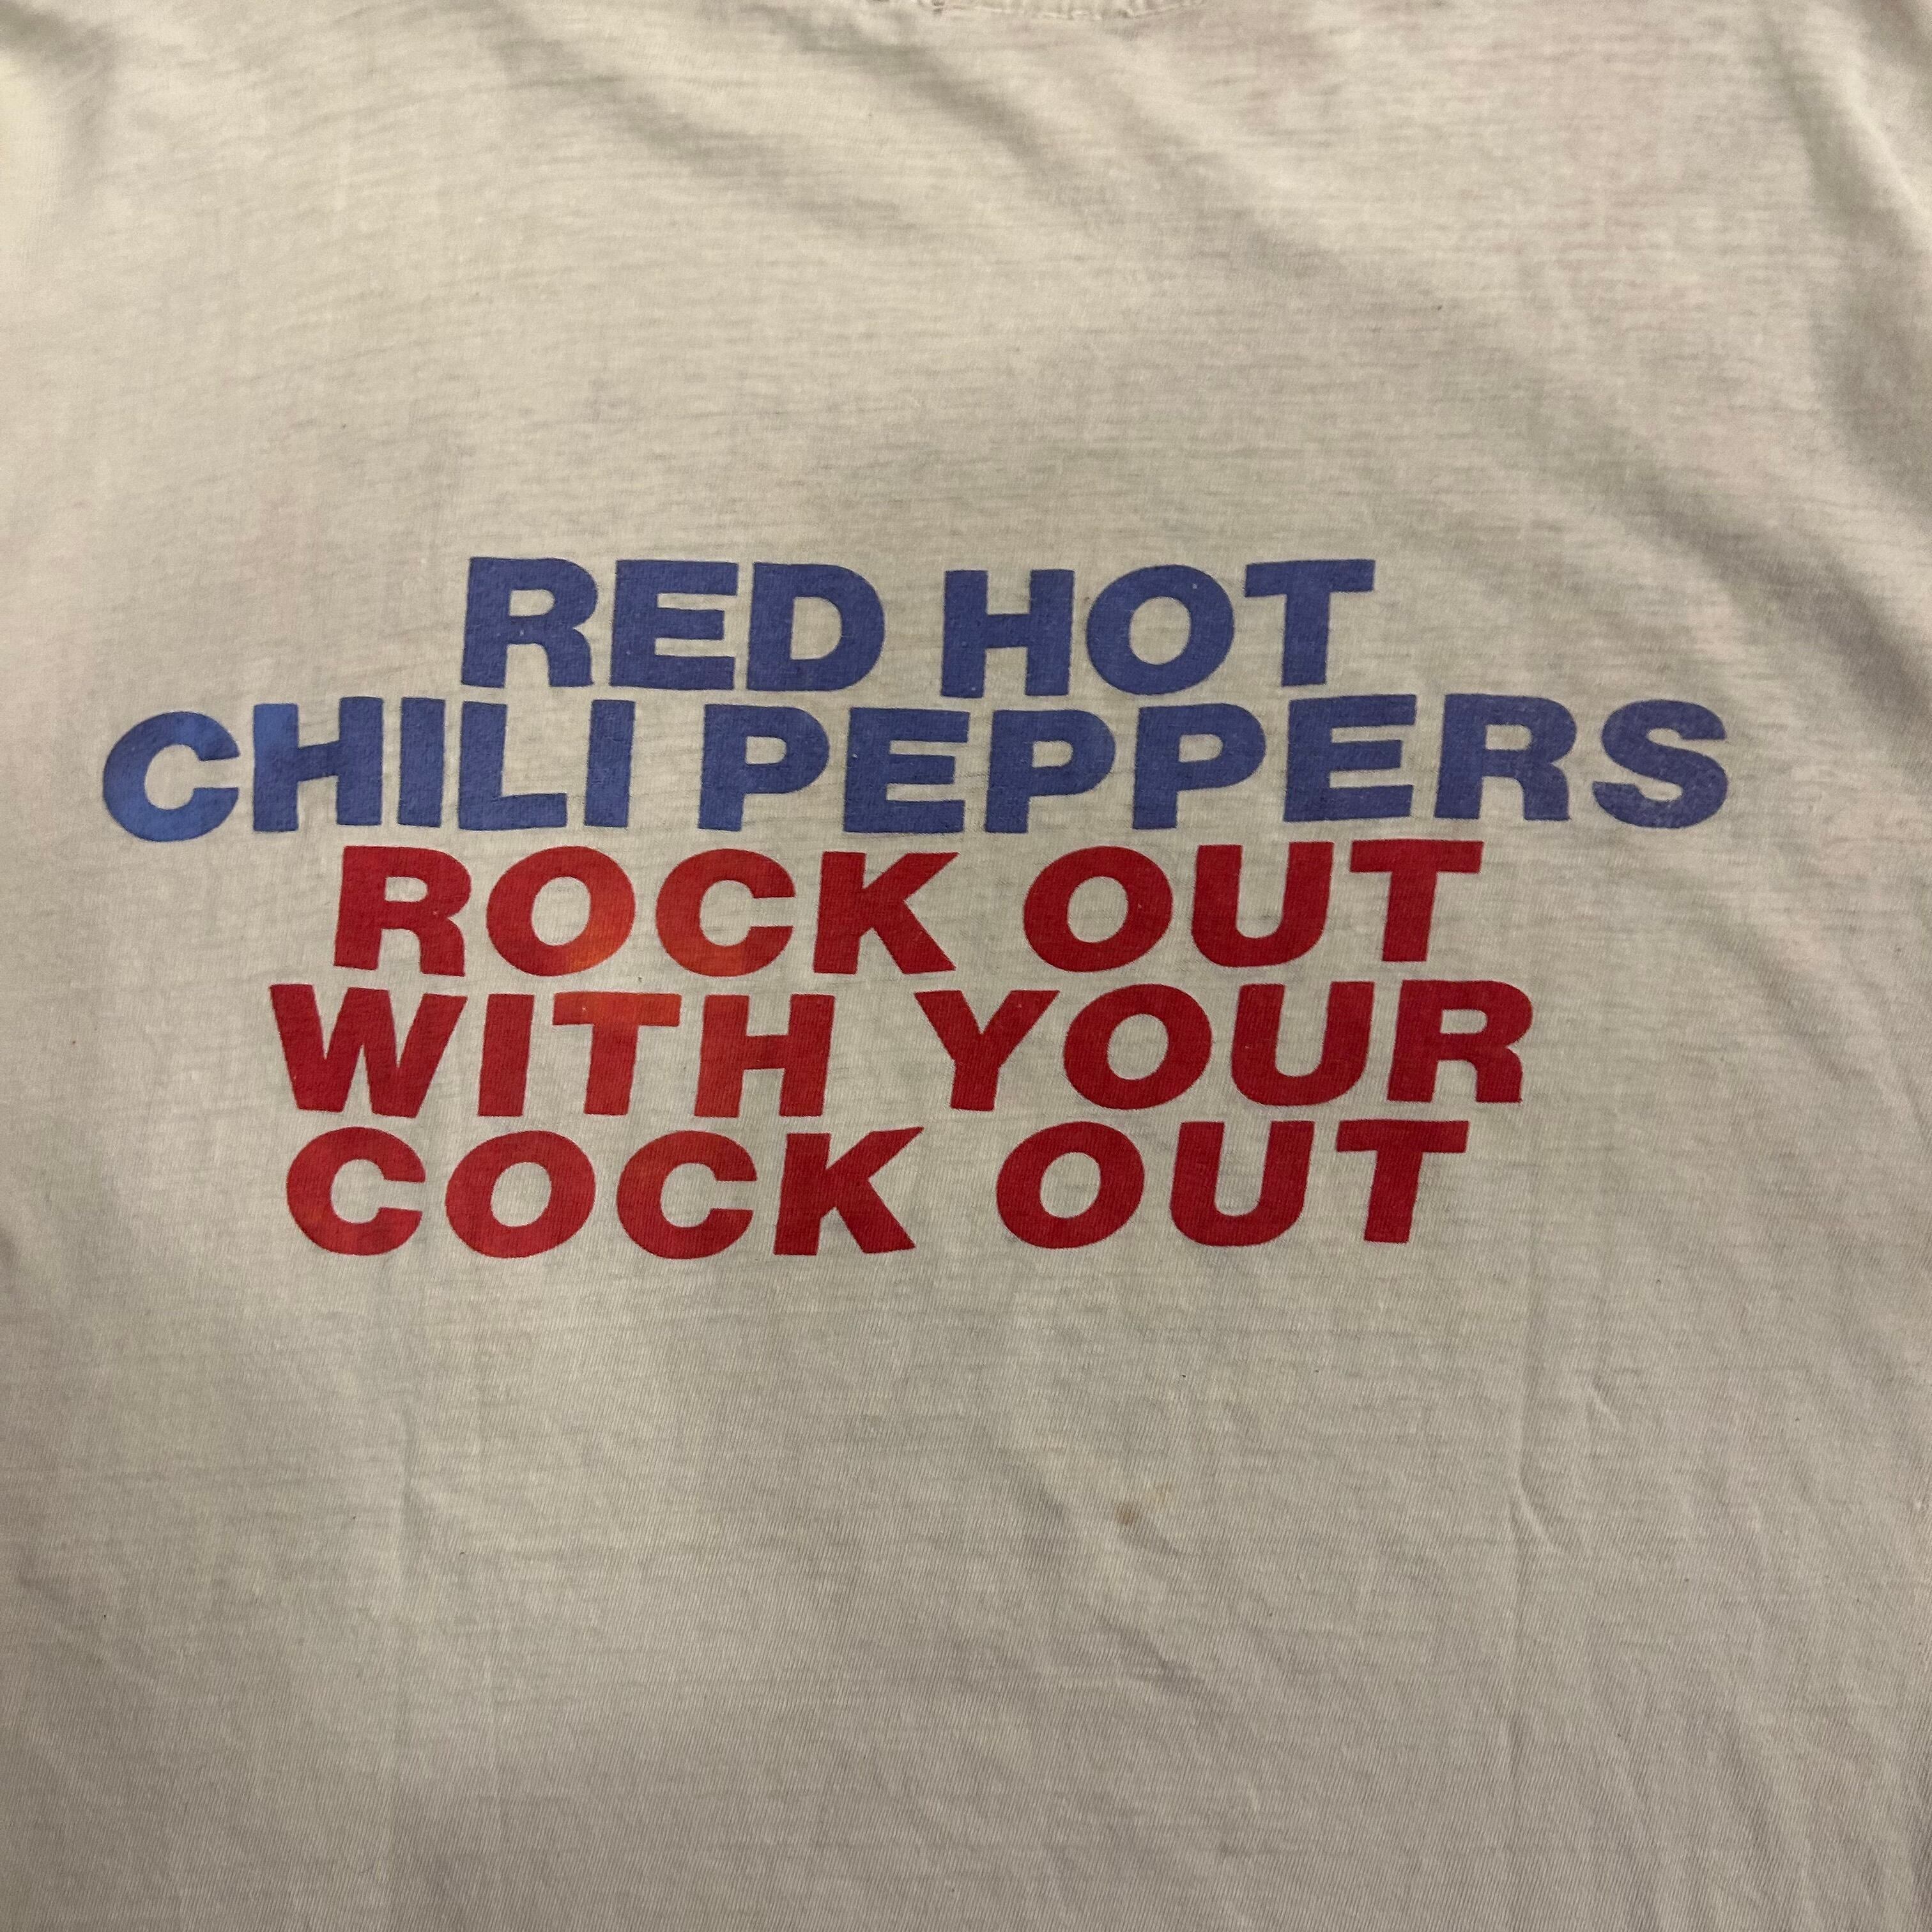 RED HOT
CHILI PEPPERS
ROCK OUT
WITH YOUR
COCK OUT